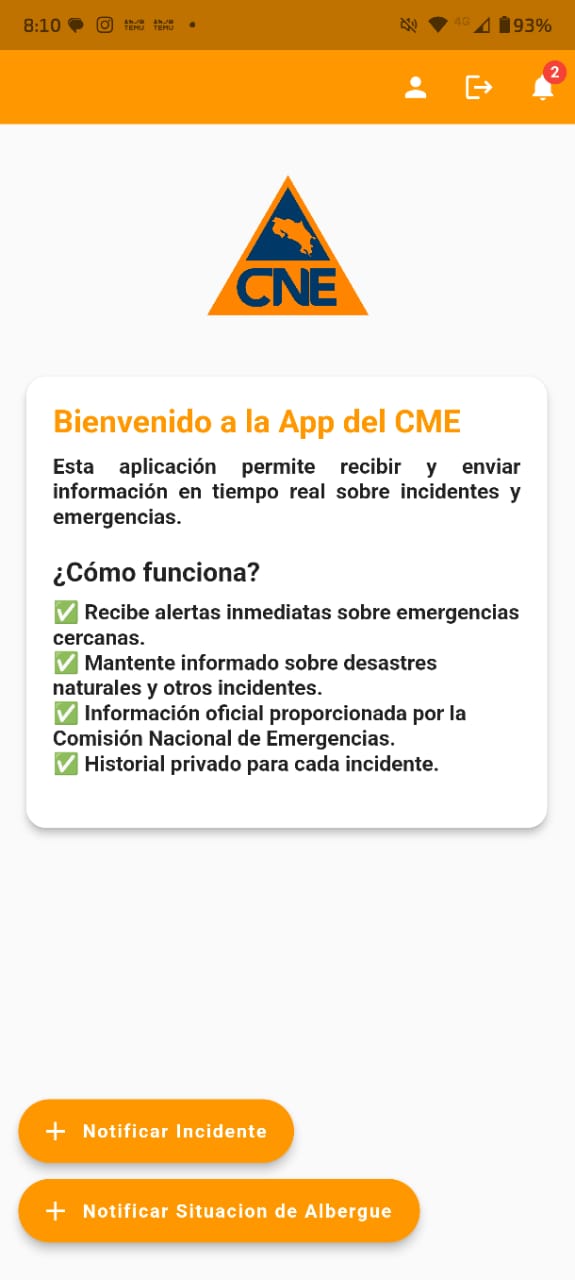 8:10
TEMU
TEMU
4G
93%
2
CNE
Bienvenido a la App del CME
Esta aplicación permite recibir y enviar
información en tiempo real sobre incidentes y
emergencias.
¿Cómo funciona?
✅ Recibe alertas inmediatas sobre emergencias
cercanas.
✅ Mantente informado sobre desastres
naturales y otros incidentes.
✅ Información oficial proporcionada por la
Comisión Nacional de Emergencias.
✅ Historial privado para cada incidente.
+ Notificar Incidente
+ Notificar Situacion de Albergue